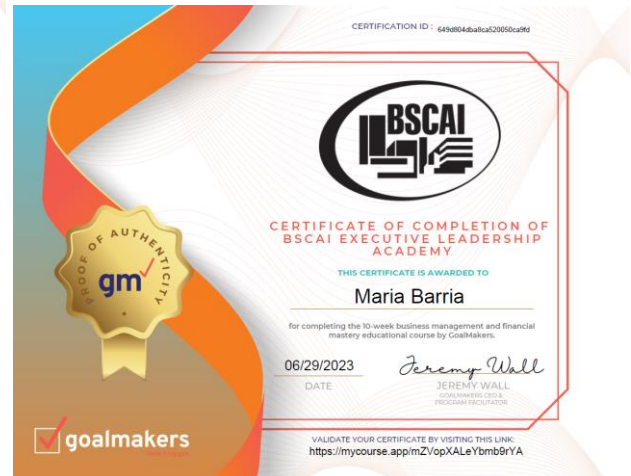 CERTIFICATION ID : 649d804dba8ca520050ca9fd
BSCAI
CERTIFICATE OF COMPLETION OF
BSCAI EXECUTIVE LEADERSHIP
ACADEMY
THIS CERTIFICATE IS AWARDED TO
Maria Barria
for completing the 10-week business management and financial
mastery educational course by GoalMakers.
06/29/2023
DATE
Jeremy Wall
JEREMY WALL
GOALMAKERS CEO &
PROGRAM FACILITATOR
PROOF OF AUTHENTICITY
gm
goalmakers
VALIDATE YOUR CERTIFICATE BY VISITING THIS LINK:
https://mycourse.app/mZVopXALeYbmb9rYA